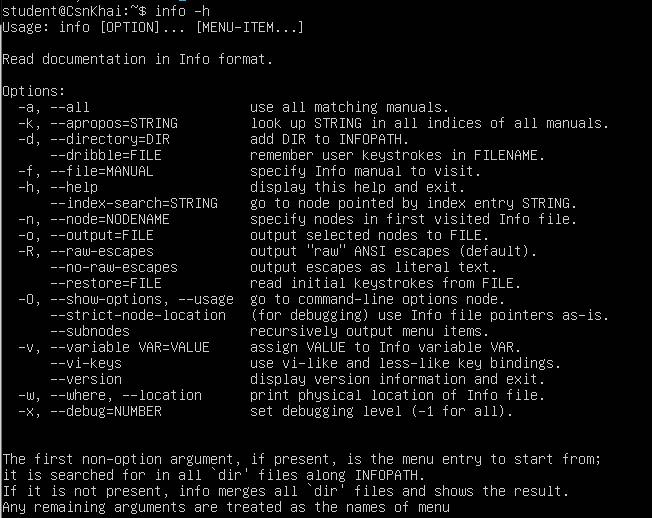 student@CsnKhai:~$ info -h
Usage: info [OPTION]... [MENU-ITEM...]
Read documentation in Info format.
Options:
  -a, --all                    use all matching manuals.
  -k, --apropos=STRING         look up STRING in all indices of all manuals.
  -d, --directory=DIR          add DIR to INFOPATH.
      --dribble=FILE           remember user keystrokes in FILENAME.
  -f, --file=MANUAL            specify Info manual to visit.
  -h, --help                   display this help and exit.
      --index-search=STRING    go to node pointed by index entry STRING.
  -n, --node=NODENAME          specify nodes in first visited Info file.
  -o, --output=FILE            output selected nodes to FILE.
  -R, --raw-escapes            output "raw" ANSI escapes (default).
      --no-raw-escapes         output escapes as literal text.
      --restore=FILE           read initial keystrokes from FILE.
  -O, --show-options, --usage  go to command-line options node.
      --strict-node-location   (for debugging) use Info file pointers as-is.
      --subnodes               recursively output menu items.
  -v, --variable VAR=VALUE     assign VALUE to Info variable VAR.
      --vi-keys                use vi-like and less-like key bindings.
      --version                display version information and exit.
  -w, --where, --location      print physical location of Info file.
  -x, --debug=NUMBER           set debugging level (-1 for all).
The first non-option argument, if present, is the menu entry to start from;
it is searched for in all `dir' files along INFOPATH.
If it is not present, info merges all `dir' files and shows the result.
Any remaining arguments are treated as the names of menu